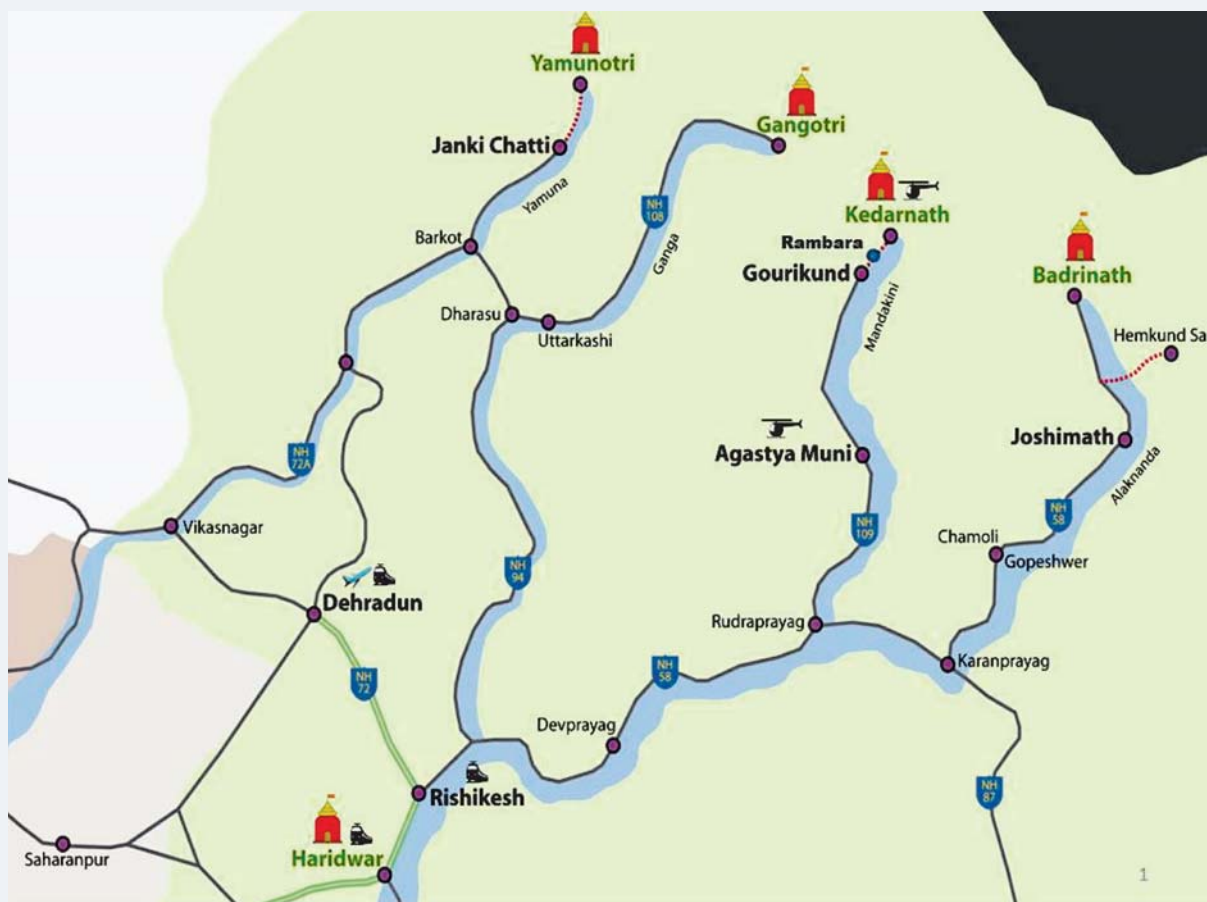 Yamunotri
Gangotri
Janki Chatti
Yamuna
NH
108
Kedarnath
Barkot
Rambara
Ganga
Gourikund
Badrinath
Mandakini
Dharasu
Uttarkashi
Hemkund Sa
Joshimath
NH
72A
Agastya Muni
Alaknanda
NH
58
Vikasnagar
NH
109
Chamoli
Gopeshwer
NH
94
Dehradun
Rudraprayag
Karanprayag
NH
72
NH
58
Devprayag
Rishikesh
NH
87
Haridwar
Saharanpur
1